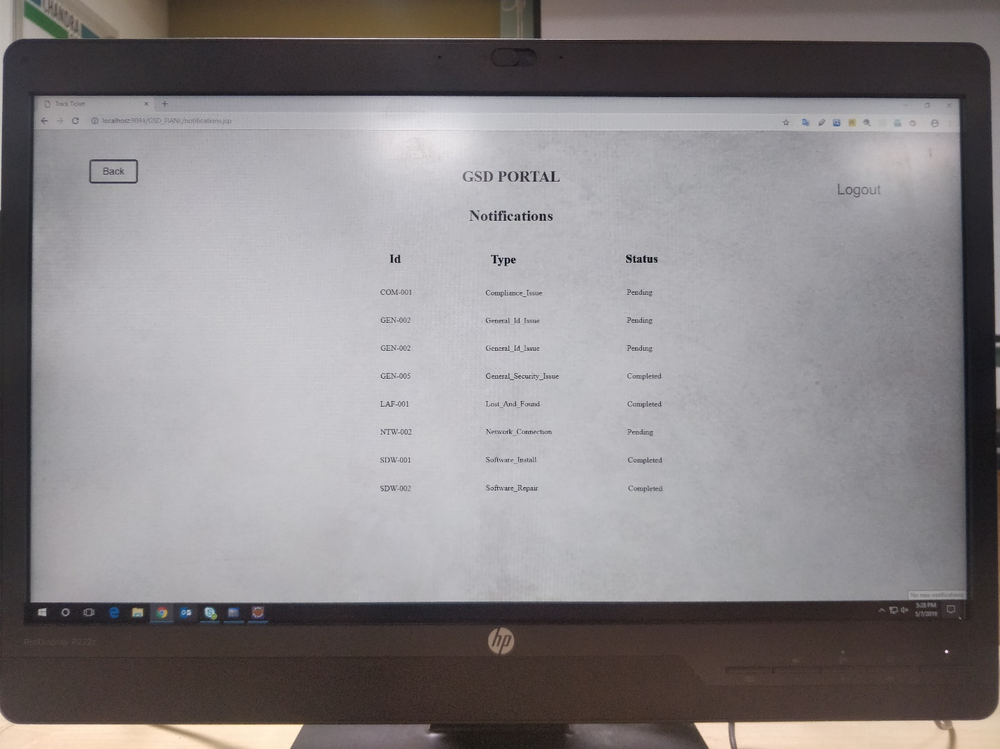 CHANDRA
Track Ticket
localhost:9091/GSD_FIANL/notifications.jsp
Back
GSD PORTAL
Logout
Notifications
Id Type Status
COM-001 Compliance_Issue Pending
GEN-002 General_Id_Issue Pending
GEN-002 General_Id_Issue Pending
GEN-005 General_Security_Issue Completed
LAF-001 Lost_And_Found Completed
NTW-002 Network_Connection Pending
SDW-001 Software_Install Completed
SDW-002 Software_Repair Completed
No new notifications
5:28 PM
5/7/2019
ProDisplay P222c
hp